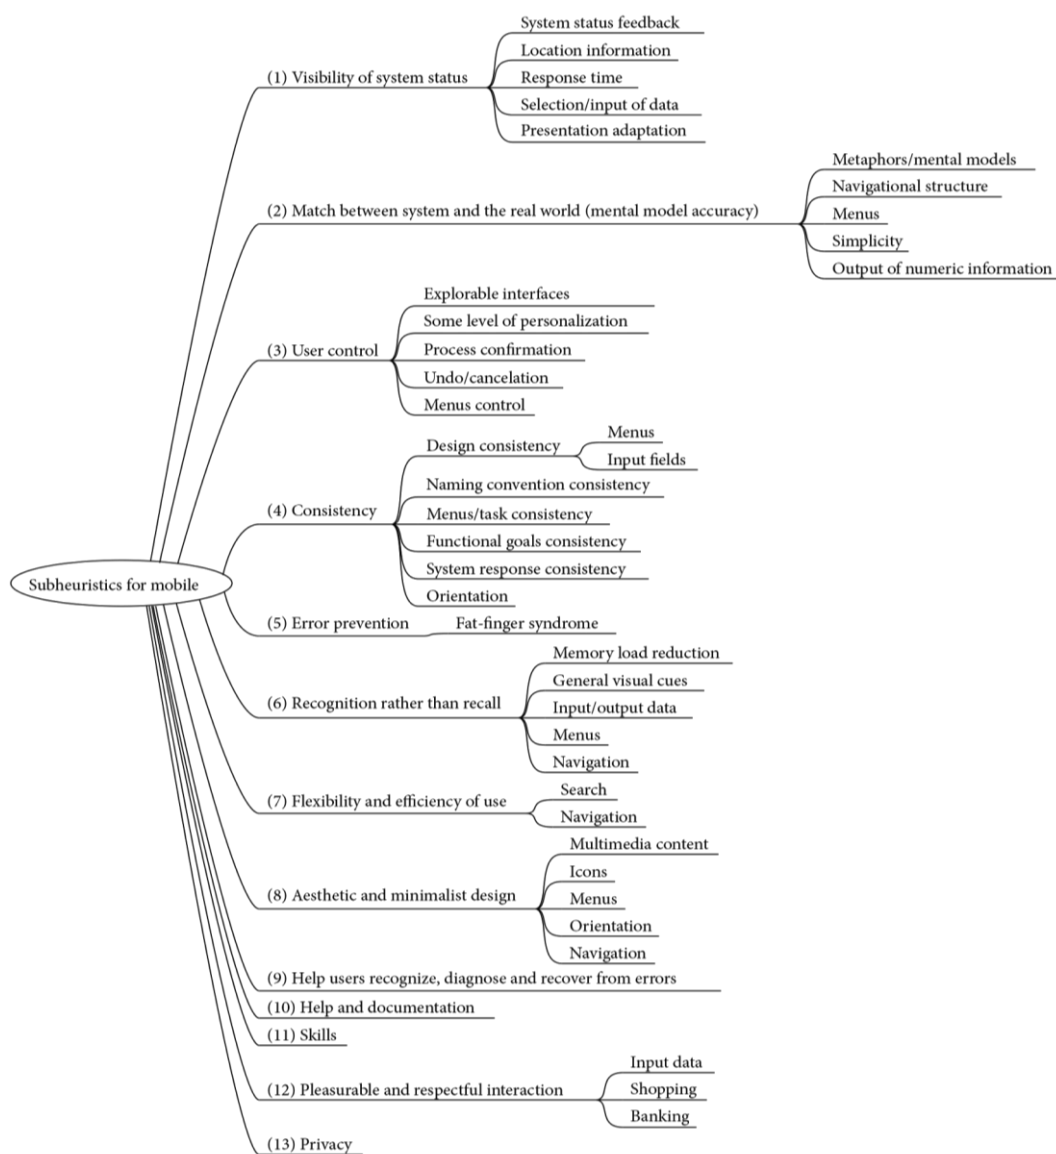 System status feedback
Location information
(1) Visibility of system status
Response time
Selection/input of data
Presentation adaptation
Metaphors/mental models
Navigational structure
(2) Match between system and the real world (mental model accuracy)
Menus
Simplicity
Output of numeric information
Explorable interfaces
Some level of personalization
(3) User control
Process confirmation
Undo/cancelation
Menus control
Design consistency
Menus
Input fields
Naming convention consistency
(4) Consistency
Menus/task consistency
Functional goals consistency
System response consistency
Orientation
Subheuristics for mobile
(5) Error prevention
Fat-finger syndrome
Memory load reduction
General visual cues
(6) Recognition rather than recall
Input/output data
Menus
Navigation
(7) Flexibility and efficiency of use
Search
Navigation
Multimedia content
Icons
(8) Aesthetic and minimalist design
Menus
Orientation
Navigation
(9) Help users recognize, diagnose and recover from errors
(10) Help and documentation
(11) Skills
Input data
(12) Pleasurable and respectful interaction
Shopping
Banking
(13) Privacy